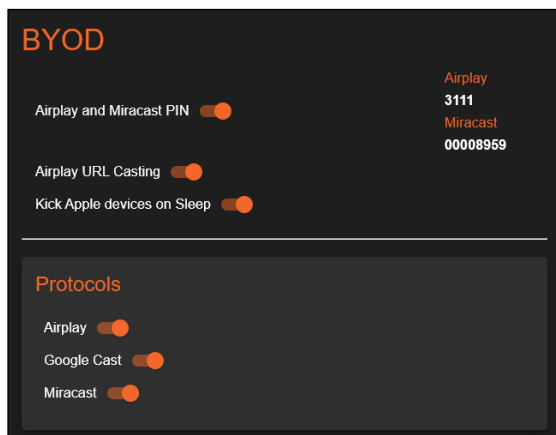 BYOD
Airplay and Miracast PIN
Airplay
3111
Miracast
00008959
Airplay URL Casting
Kick Apple devices on Sleep
Protocols
Airplay
Google Cast
Miracast